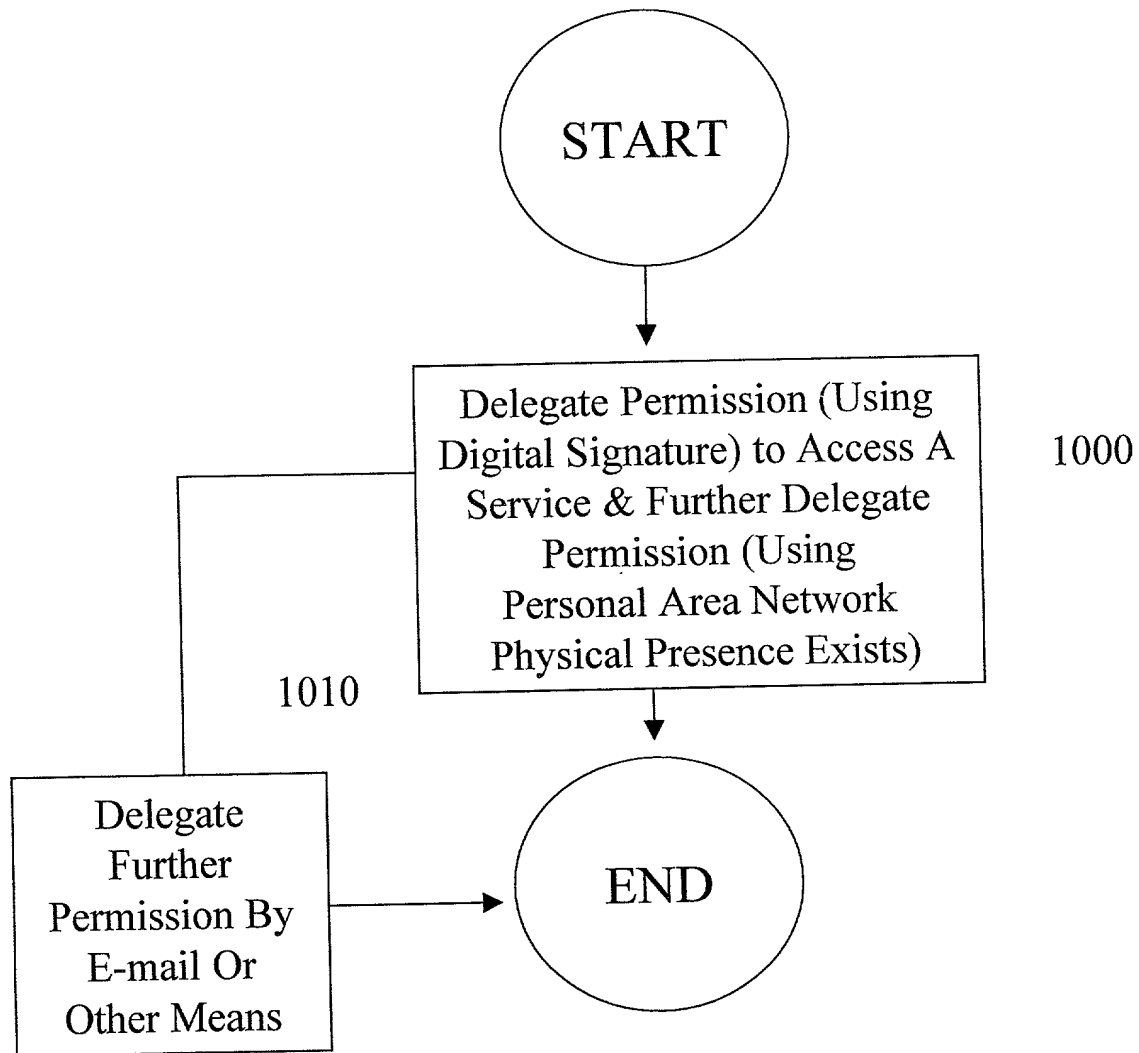 START
Delegate Permission (Using
Digital Signature) to Access A
Service & Further Delegate
Permission (Using
Personal Area Network
Physical Presence Exists)
1000
1010
Delegate
Further
Permission By
E-mail Or
Other Means
END